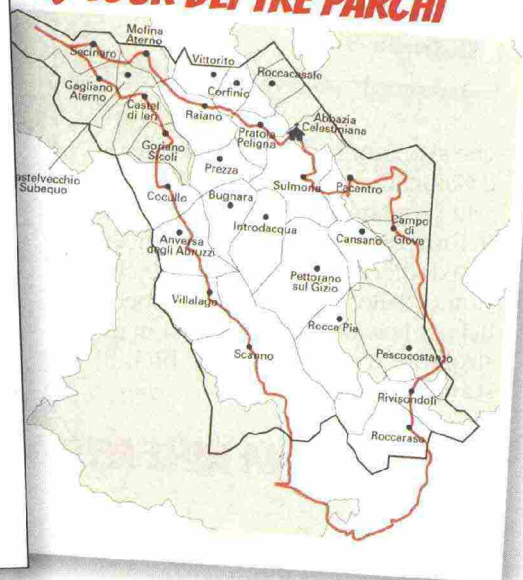 TOUR DEI TRE PARCHI
Molina
Aterno
Secinaro
Vittorito
Roccacasale
Corfinio
Gagliano
Aterno
Castel
di Ieri
Raiano
Abbazia
Celestiniana
Pratola
Peligna
Goriano
Sicoli
Prezza
astelvecchio
Subequo
Sulmona
Pacentro
Cocullo
Bugnara
Introdacqua
Campo
di
Giove
Cansano
Anversa
degli Abruzzi
Pettorano
sul Gizio
Villalago
Rocca Pia
Scanno
Pescocostanzo
Rivisondoli
Roccaraso